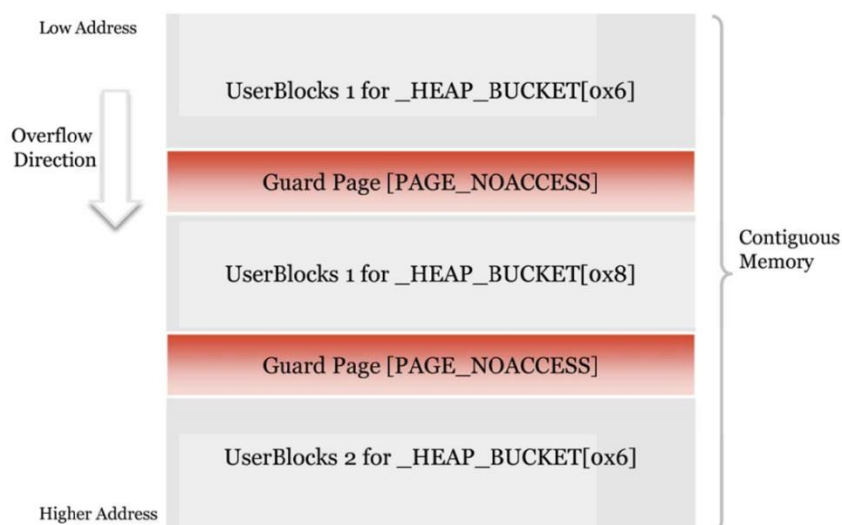 Low Address
UserBlocks 1 for _HEAP_BUCKET[0x6]
Overflow
Direction
Guard Page [PAGE_NOACCESS]
UserBlocks 1 for _HEAP_BUCKET[0x8]
Contiguous
Memory
Guard Page [PAGE_NOACCESS]
UserBlocks 2 for _HEAP_BUCKET[0x6]
Higher Address